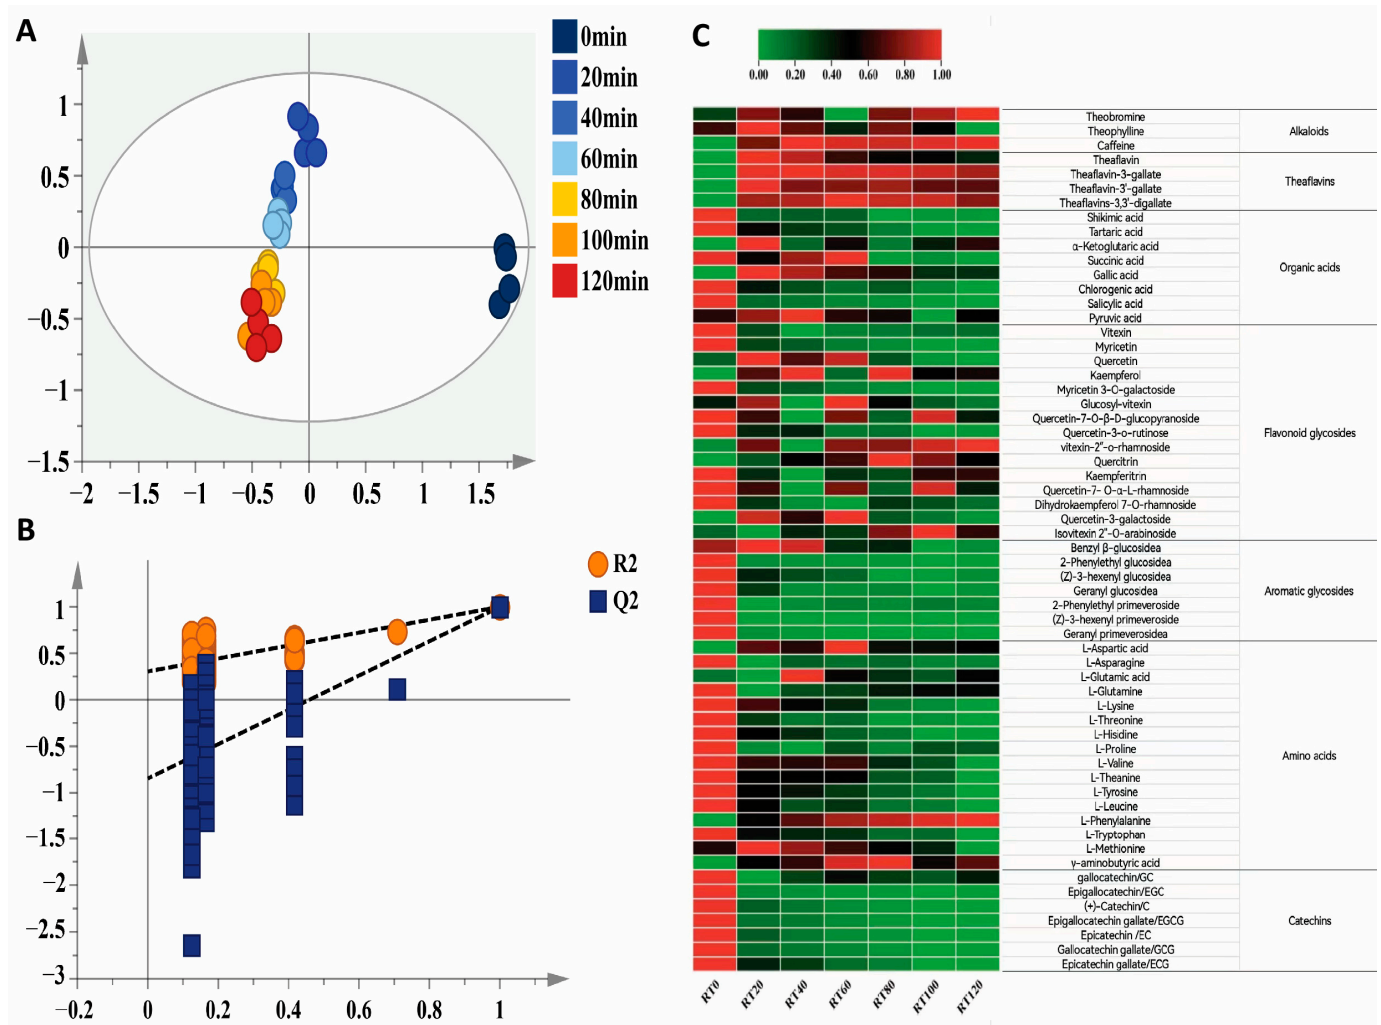 A
0min
20min
40min
60min
80min
100min
120min
1
0.5
0
−0.5
−1
−1.5
−2
−1.5
−1
−0.5
0
0.5
1
1.5
B
R2
Q2
1
0.5
0
−0.5
−1
−1.5
−2
−2.5
−3
−0.2
0
0.2
0.4
0.6
0.8
1
C
0.00 0.20 0.40 0.60 0.80 1.00
Theobromine
Theophylline
Caffeine
Alkaloids
Theaflavin
Theaflavin-3-gallate
Theaflavin-3'-gallate
Theaflavins-3,3'-digallate
Theaflavins
Shikimic acid
Tartaric acid
α-Ketoglutaric acid
Succinic acid
Gallic acid
Chlorogenic acid
Salicylic acid
Pyruvic acid
Organic acids
Vitexin
Myricetin
Quercetin
Kaempferol
Myricetin 3-O-galactoside
Glucosyl-vitexin
Quercetin-7-O-β-D-glucopyranoside
Quercetin-3-o-rutinose
vitexin-2"-o-rhamnoside
Quercitrin
Kaempferitrin
Quercetin-7- O-α-L-rhamnoside
Dihydrokaempferol 7-O-rhamnoside
Quercetin-3-galactoside
Isovitexin 2"-O-arabinoside
Flavonoid glycosides
Benzyl β-glucosidea
2-Phenylethyl glucosidea
(Z)-3-hexenyl glucosidea
Geranyl glucosidea
2-Phenylethyl primeveroside
(Z)-3-hexenyl primeveroside
Geranyl primeverosidea
Aromatic glycosides
L-Aspartic acid
L-Asparagine
L-Glutamic acid
L-Glutamine
L-Lysine
L-Threonine
L-Hisidine
L-Proline
L-Valine
L-Theanine
L-Tyrosine
L-Leucine
L-Phenylalanine
L-Tryptophan
L-Methionine
γ-aminobutyric acid
Amino acids
gallocatechin/GC
Epigallocatechin/EGC
(+)-Catechin/C
Epigallocatechin gallate/EGCG
Epicatechin /EC
Gallocatechin gallate/GCG
Epicatechin gallate/ECG
Catechins
RT0
RT20
RT40
RT60
RT80
RT100
RT120